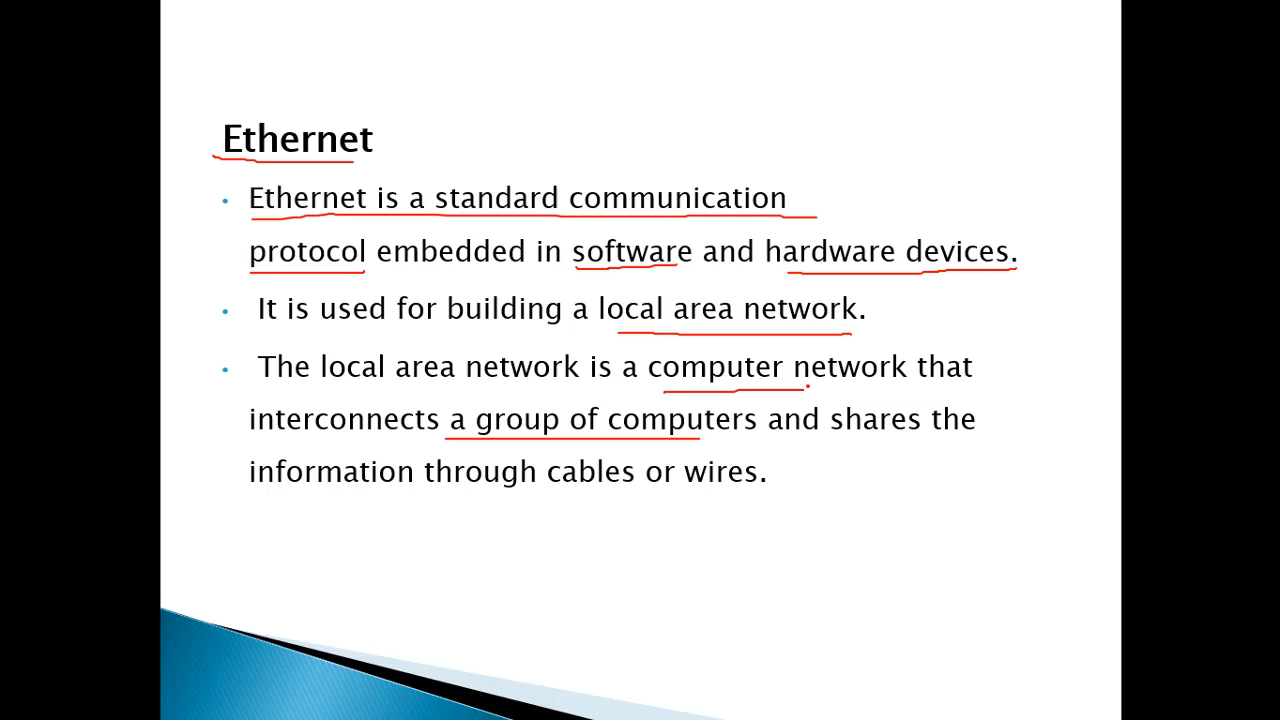 Ethernet
• Ethernet is a standard communication
protocol embedded in software and hardware devices.
• It is used for building a local area network.
• The local area network is a computer network that
interconnects a group of computers and shares the
information through cables or wires.